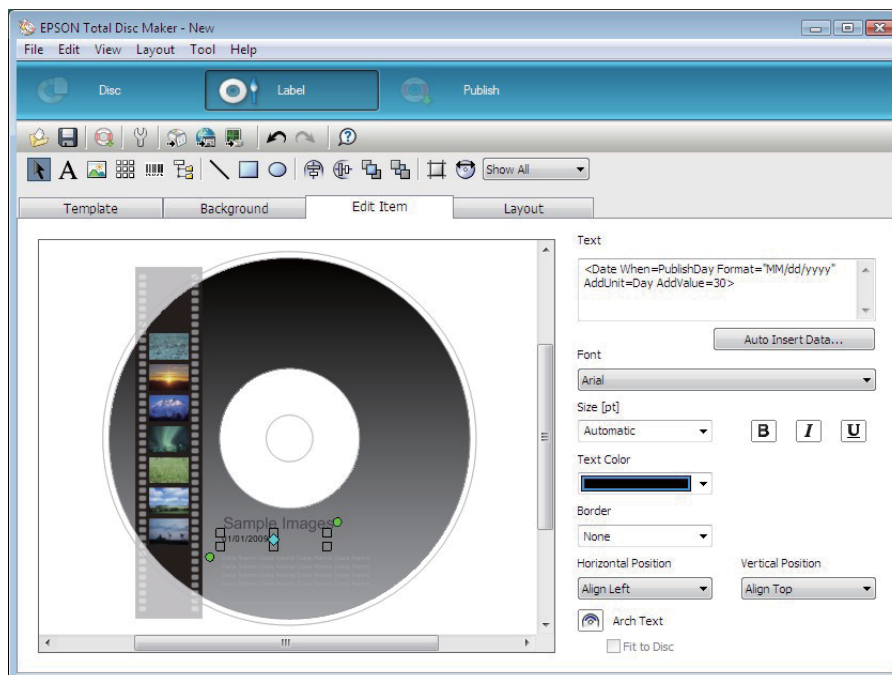 EPSON Total Disc Maker - New
File Edit View Layout Tool Help
Disc Label Publish
A Show All
Template Background Edit Item Layout
Text
<Date When=PublishDay Format="MM/dd/yyyy"
AddUnit=Day AddValue=30>
Auto Insert Data...
Font
Arial
Size [pt]
Automatic B I U
Text Color
Border
None
Horizontal Position Vertical Position
Align Left Align Top
Arch Text
Fit to Disc
Sample Images
01/01/2009